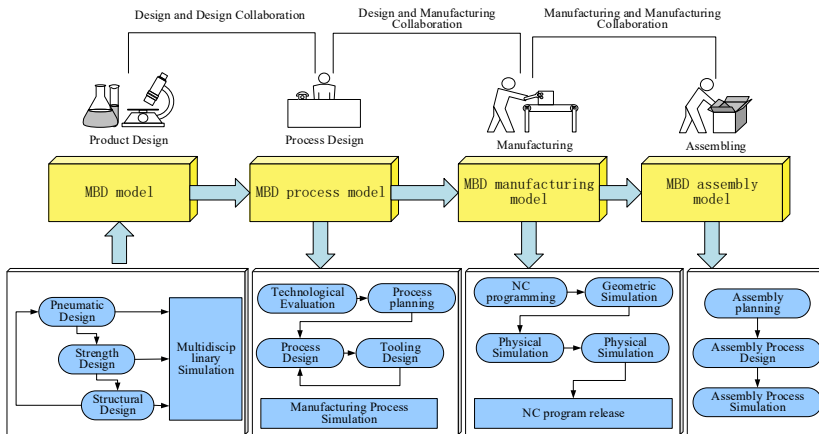 Design and Design Collaboration
Design and Manufacturing
Collaboration
Manufacturing and Manufacturing
Collaboration
Product Design
Process Design
Manufacturing
Assembling
MBD model
MBD process model
MBD manufacturing
model
MBD assembly
model
Pneumatic
Design
Strength
Design
Structural
Design
Multidiscip
linary
Simulation
Technological
Evaluation
Process
planning
Process
Design
Tooling
Design
Manufacturing Process
Simulation
NC
programming
Geometric
Simulation
Physical
Simulation
Physical
Simulation
NC program release
Assembly
planning
Assembly Process
Design
Assembly Process
Simulation